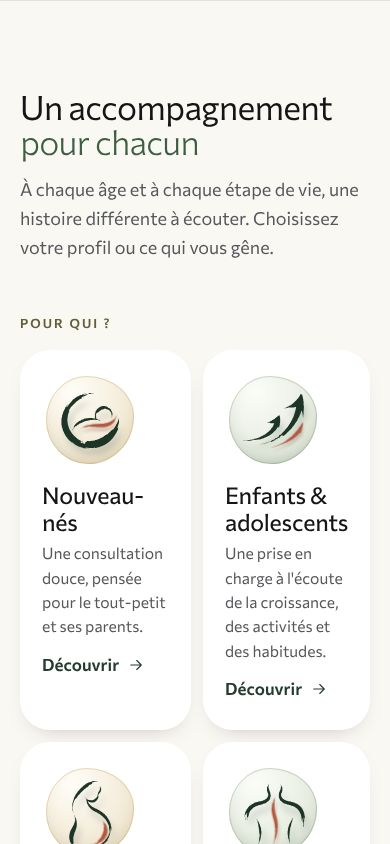 Un accompagnement
pour chacun
À chaque âge et à chaque étape de vie, une
histoire différente à écouter. Choisissez
votre profil ou ce qui vous gêne.
POUR QUI ?
Nouveau-
nés
Une consultation
douce, pensée
pour le tout-petit
et ses parents.
Découvrir →
Enfants &
adolescents
Une prise en
charge à l'écoute
de la croissance,
des activités et
des habitudes.
Découvrir →